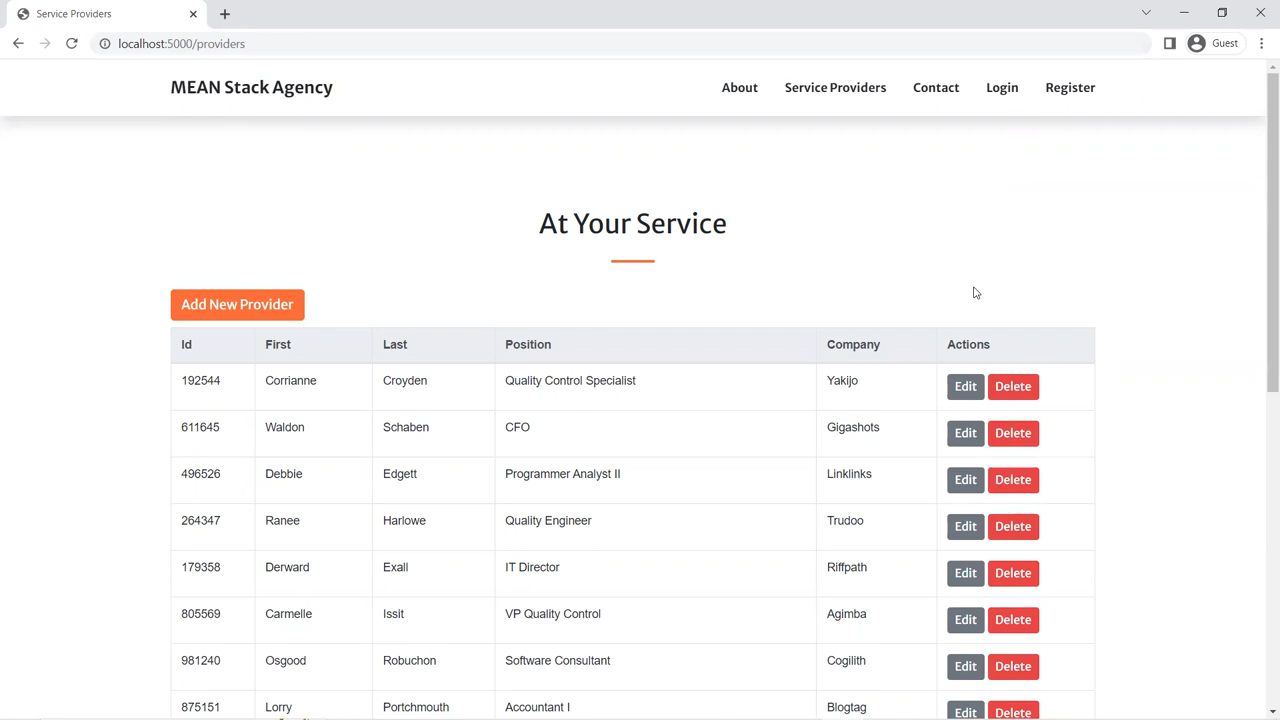 Service Providers
localhost:5000/providers
Guest
MEAN Stack Agency
About Service Providers Contact Login Register
At Your Service
Add New Provider
Id First Last Position Company Actions
192544 Corrianne Croyden Quality Control Specialist Yakijo Edit Delete
611645 Waldon Schaben CFO Gigashots Edit Delete
496526 Debbie Edgett Programmer Analyst II Linklinks Edit Delete
264347 Ranee Harlowe Quality Engineer Trudoo Edit Delete
179358 Derward Exall IT Director Riffpath Edit Delete
805569 Carmelle Issit VP Quality Control Agimba Edit Delete
981240 Osgood Robuchon Software Consultant Cogilith Edit Delete
875151 Lorry Portchmouth Accountant I Blogtag Edit Delete